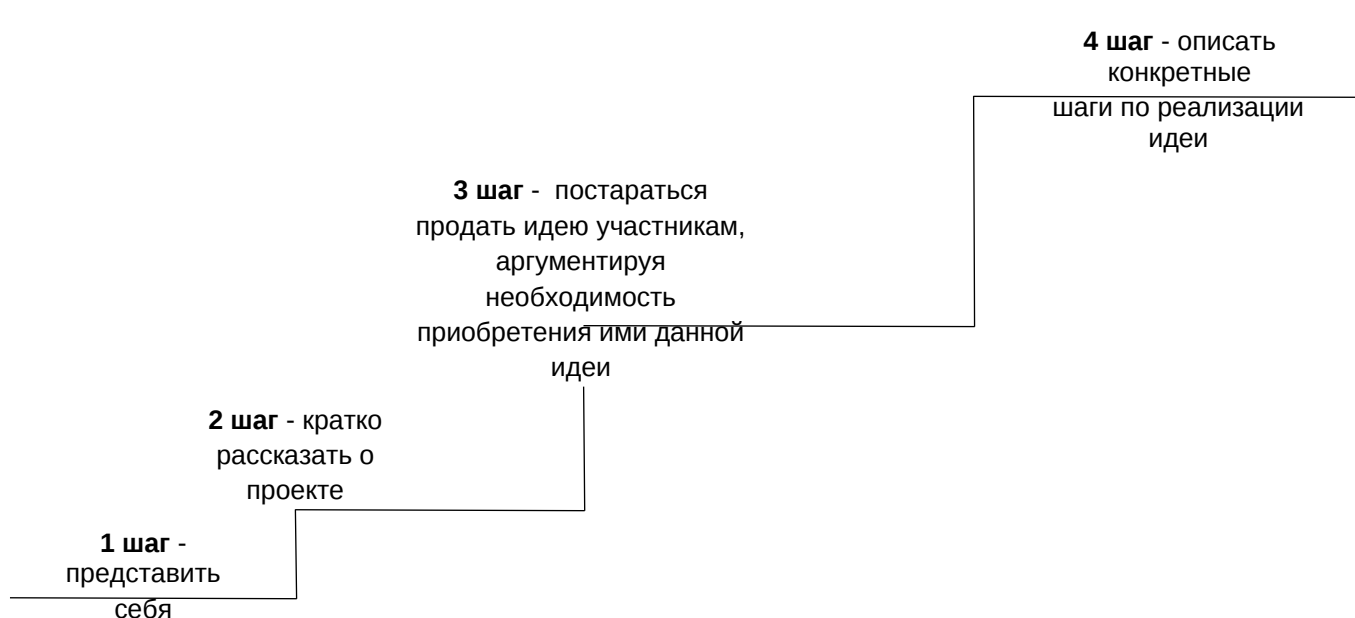 4 шаг - описать
конкретные
шаги по реализации
идеи
3 шаг - постараться
продать идею участникам,
аргументируя
необходимость
приобретения ими данной
идеи
2 шаг - кратко
рассказать о
проекте
1 шаг -
представить
себя